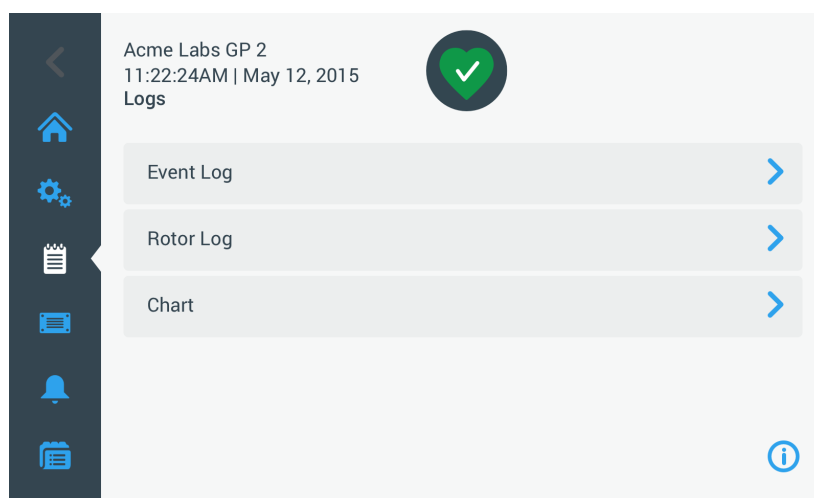 Acme Labs GP 2
11:22:24AM | May 12, 2015
Logs
Event Log
Rotor Log
Chart